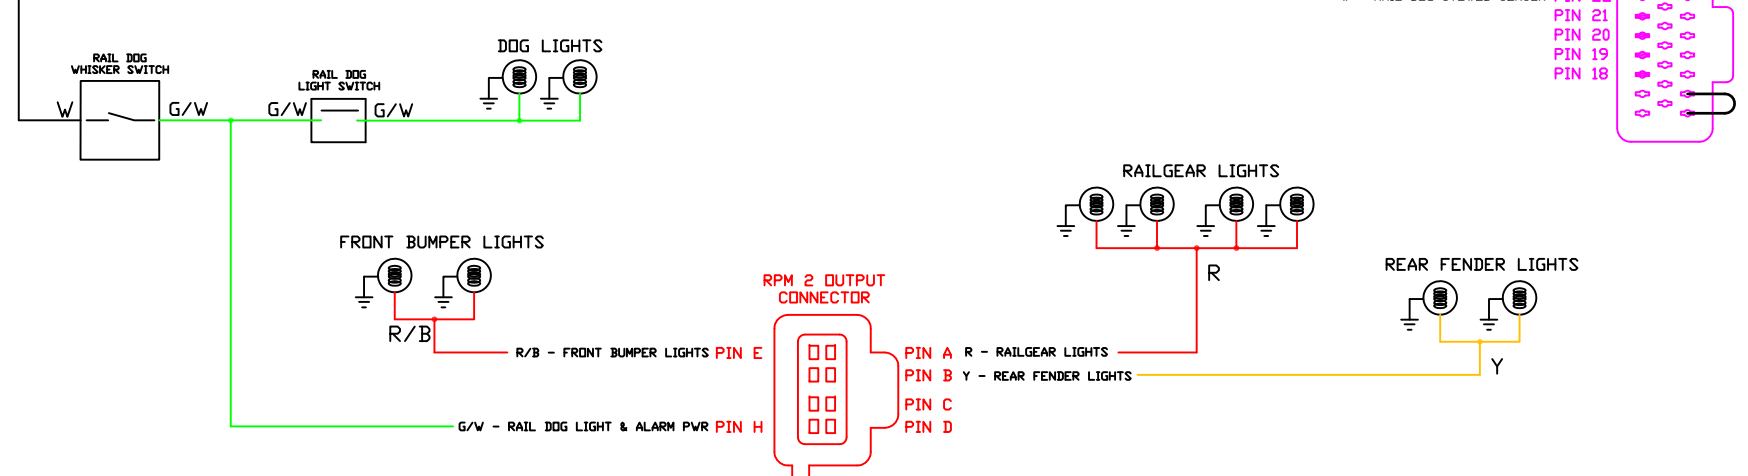 PIN 21
PIN 20
PIN 19
PIN 18
DOG LIGHTS
RAIL DOG
WHISKER SWITCH
RAIL DOG
LIGHT SWITCH
W
G/W
G/W
G/W
RAILGEAR LIGHTS
FRONT BUMPER LIGHTS
REAR FENDER LIGHTS
R
RPM 2 OUTPUT
CONNECTOR
R/B
R/B - FRONT BUMPER LIGHTS PIN E
PIN A R - RAILGEAR LIGHTS
Y
PIN B Y - REAR FENDER LIGHTS
PIN C
G/W - RAIL DOG LIGHT & ALARM PWR PIN H
PIN D